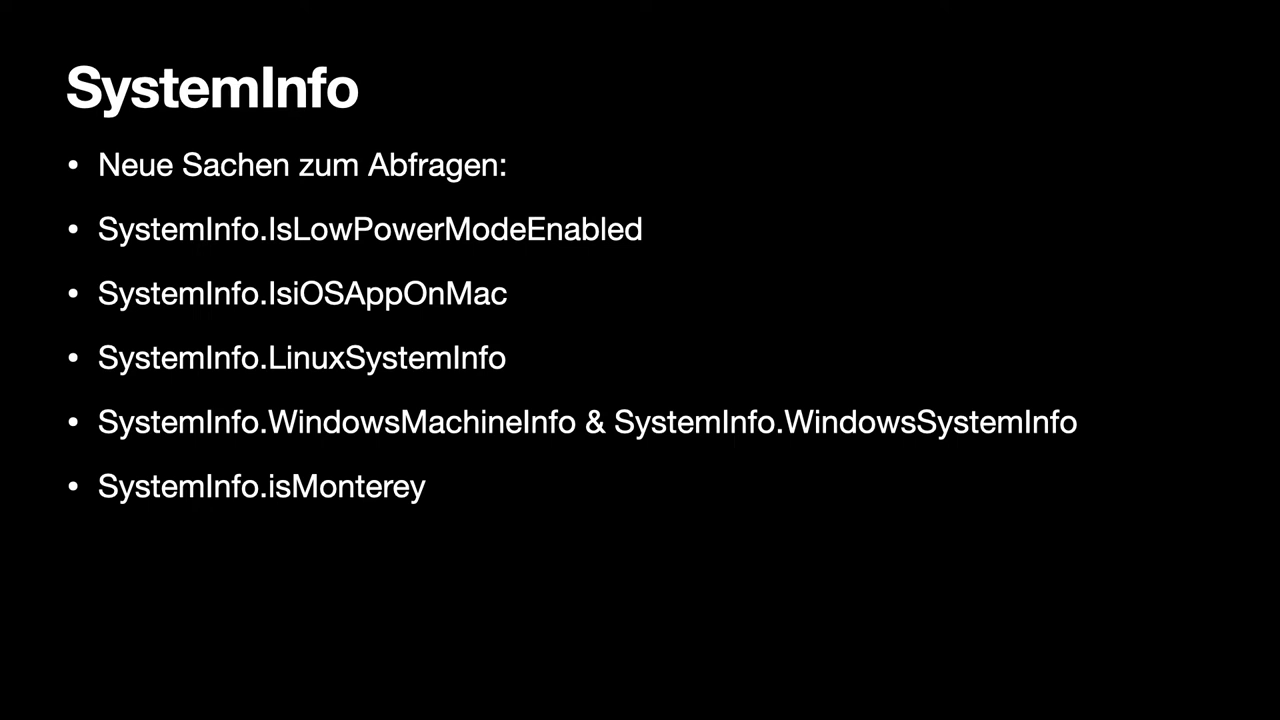 SystemInfo
• Neue Sachen zum Abfragen:
• SystemInfo.IsLowPowerModeEnabled
• SystemInfo.IsiOSAppOnMac
• SystemInfo.LinuxSystemInfo
• SystemInfo.WindowsMachineInfo & SystemInfo.WindowsSystemInfo
• SystemInfo.isMonterey